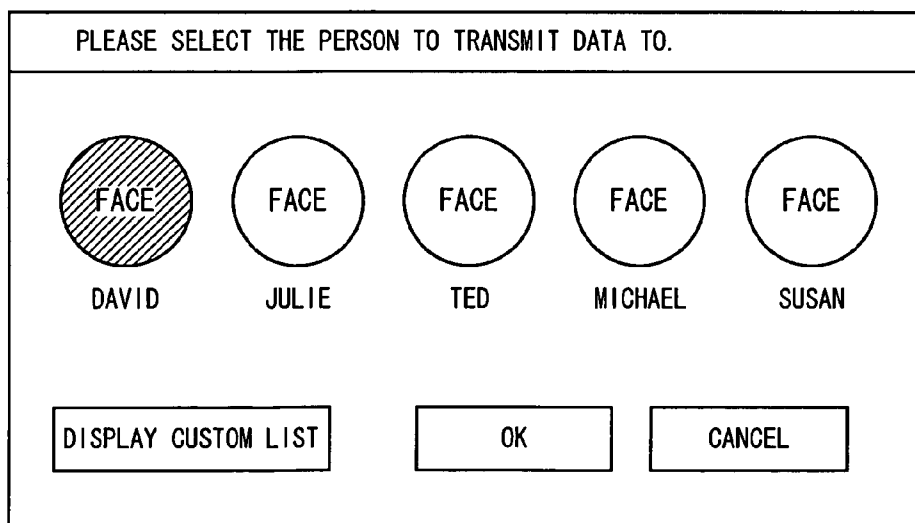 PLEASE SELECT THE PERSON TO TRANSMIT DATA TO.
FACE FACE FACE FACE FACE
DAVID JULIE TED MICHAEL SUSAN
DISPLAY CUSTOM LIST OK CANCEL